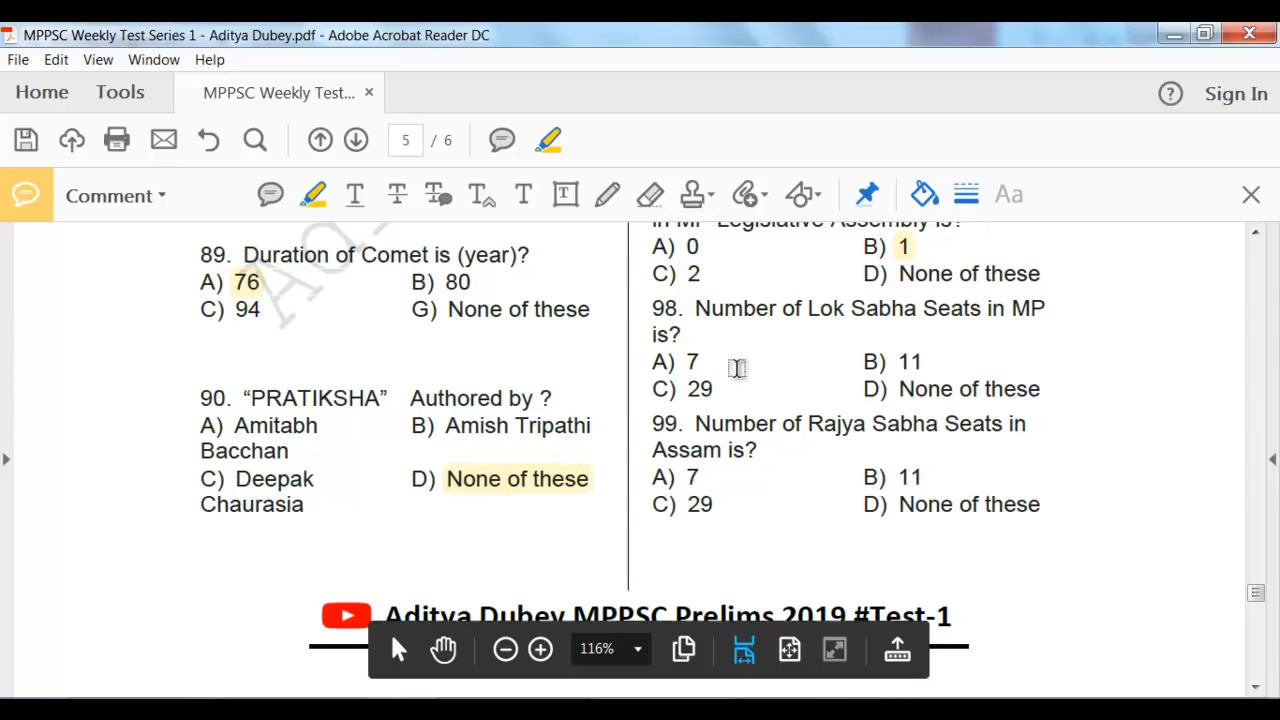 MPPSC Weekly Test Series 1 - Aditya Dubey.pdf - Adobe Acrobat Reader DC
File Edit View Window Help
Home Tools MPPSC Weekly Test... × ? Sign In
5 / 6
Comment Aa
89. Duration of Comet is (year)?
A) 76 B) 80
C) 94 G) None of these
90. “PRATIKSHA” Authored by ?
A) Amitabh B) Amish Tripathi
Bacchan
C) Deepak D) None of these
Chaurasia
in MP Legislative Assembly is?
A) 0 B) 1
C) 2 D) None of these
98. Number of Lok Sabha Seats in MP
is?
A) 7 B) 11
C) 29 D) None of these
99. Number of Rajya Sabha Seats in
Assam is?
A) 7 B) 11
C) 29 D) None of these
Aditya Dubey MPPSC Prelims 2019 #Test-1
116%